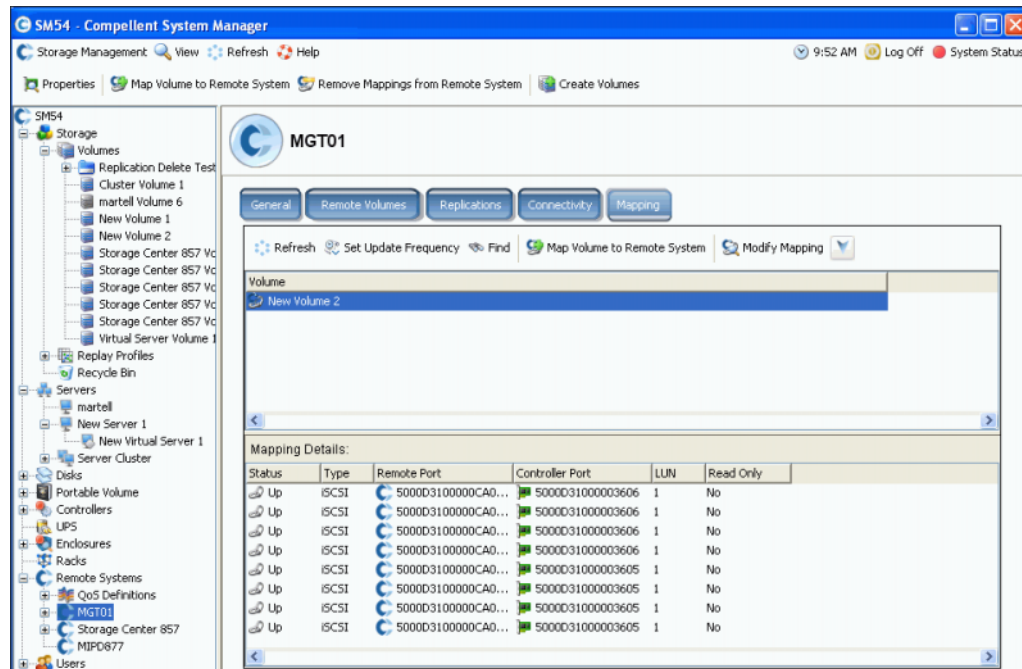 SM54 - Compellent System Manager
Storage Management View Refresh Help
9:52 AM Log Off System Status
Properties Map Volume to Remote System Remove Mappings from Remote System Create Volumes
SM54
Storage
Volumes
Replication Delete Test
Cluster Volume 1
martell Volume 6
New Volume 1
New Volume 2
Storage Center 857 Vo
Storage Center 857 Vo
Storage Center 857 Vo
Storage Center 857 Vo
Storage Center 857 Vo
Virtual Server Volume 1
Replay Profiles
Recycle Bin
Servers
martell
New Server 1
New Virtual Server 1
Server Cluster
Disks
Portable Volume
Controllers
UPS
Enclosures
Racks
Remote Systems
QoS Definitions
MGT01
Storage Center 857
MIPD877
Users
MGT01
General Remote Volumes Replications Connectivity Mapping
Refresh Set Update Frequency Find Map Volume to Remote System Modify Mapping
Volume
New Volume 2
Mapping Details:
Status Type Remote Port Controller Port LUN Read Only
Up iSCSI 5000D3100000CA0... 5000D31000003606 1 No
Up iSCSI 5000D3100000CA0... 5000D31000003606 1 No
Up iSCSI 5000D3100000CA0... 5000D31000003606 1 No
Up iSCSI 5000D3100000CA0... 5000D31000003606 1 No
Up iSCSI 5000D3100000CA0... 5000D31000003605 1 No
Up iSCSI 5000D3100000CA0... 5000D31000003605 1 No
Up iSCSI 5000D3100000CA0... 5000D31000003605 1 No
Up iSCSI 5000D3100000CA0... 5000D31000003605 1 No